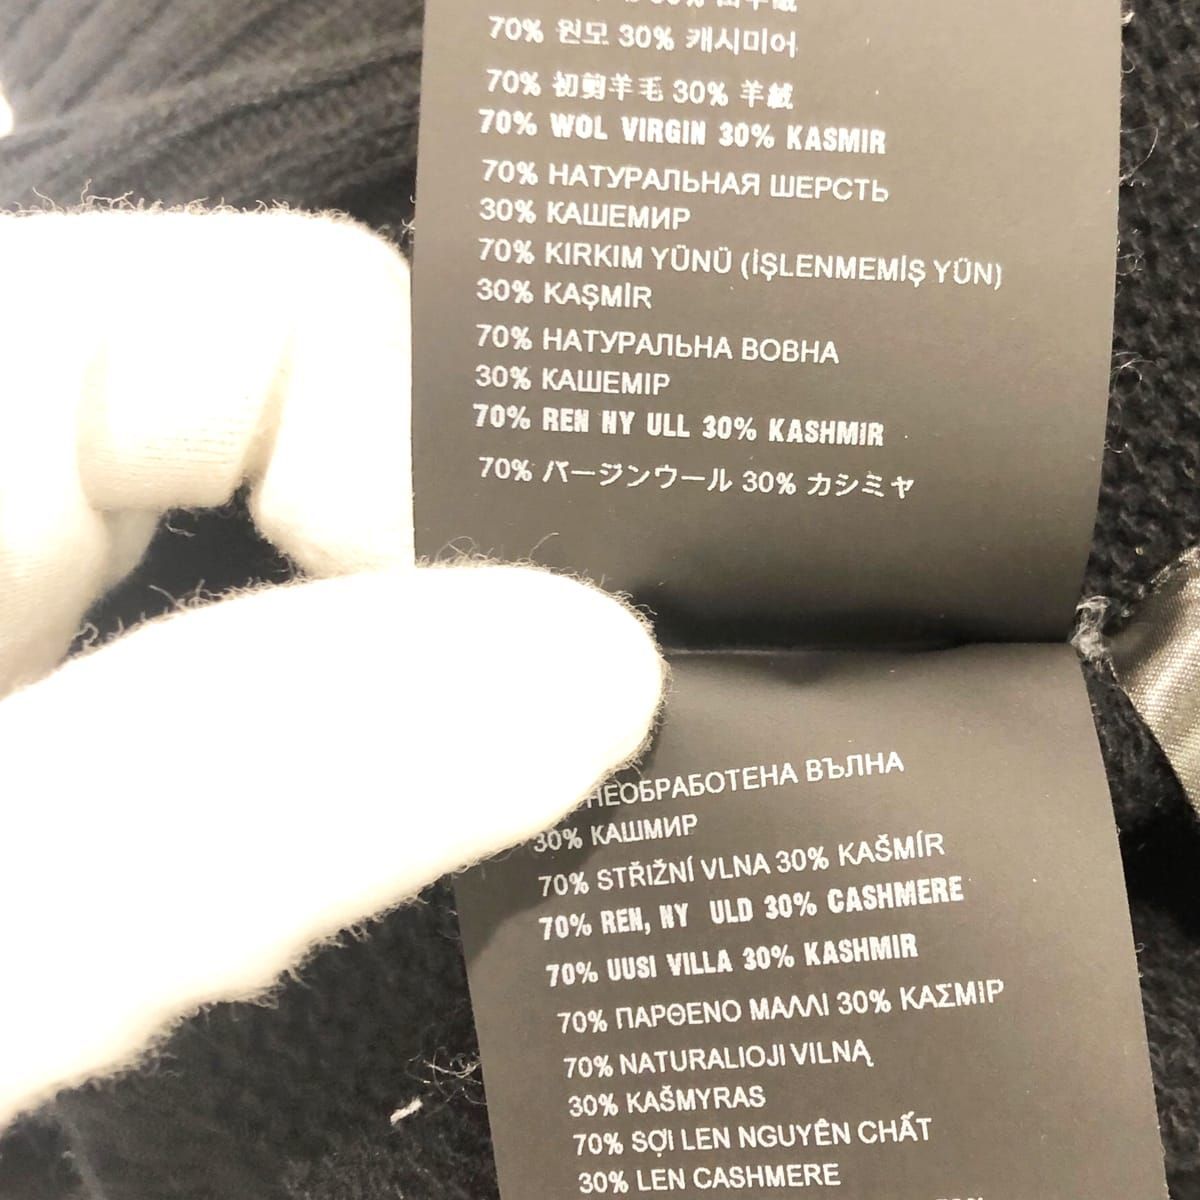 70% 원모 30% 캐시미어
70% 初剪羊毛 30% 羊絨
70% WOL VIRGIN 30% KASMIR
70% НАТУРАЛЬНАЯ ШЕРСТЬ
30% КАШЕМИР
70% KIRKIM YÜNÜ (İŞLENMEMİŞ YÜN)
30% KAŞMİR
70% НАТУРАЛЬНА ВОВНА
30% КАШЕМІР
70% REN NY ULL 30% KASHMIR
70% バージンウール 30% カシミヤ
НЕОБРАБОТЕНА ВЪЛНА
30% КАШМИР
70% STŘIŽNÍ VLNA 30% KAŠMÍR
70% REN, NY ULD 30% CASHMERE
70% UUSI VILLA 30% KASHMIR
70% ΠΑΡΘΕΝΟ ΜΑΛΛΙ 30% ΚΑΣΜΙΡ
70% NATURALIOJI VILNĄ
30% KAŠMYRAS
70% SỢI LEN NGUYÊN CHẤT
30% LEN CASHMERE